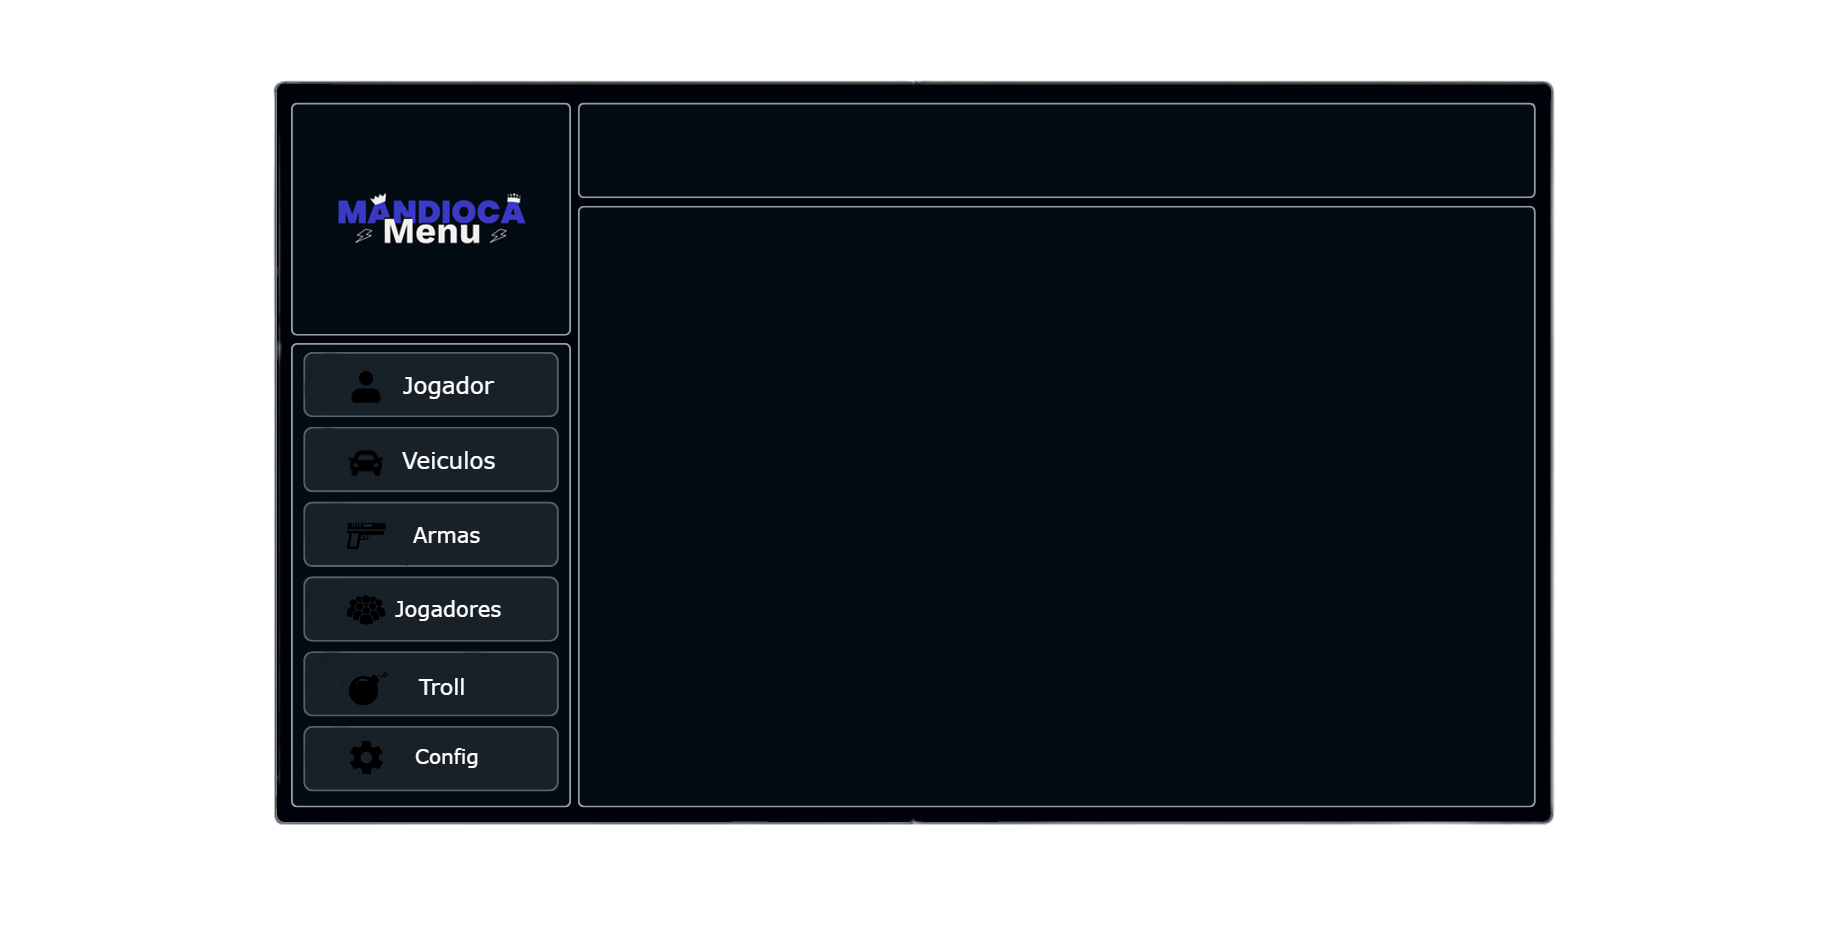 MANDIOCA
Menu
Jogador
Veiculos
Armas
Jogadores
Troll
Config